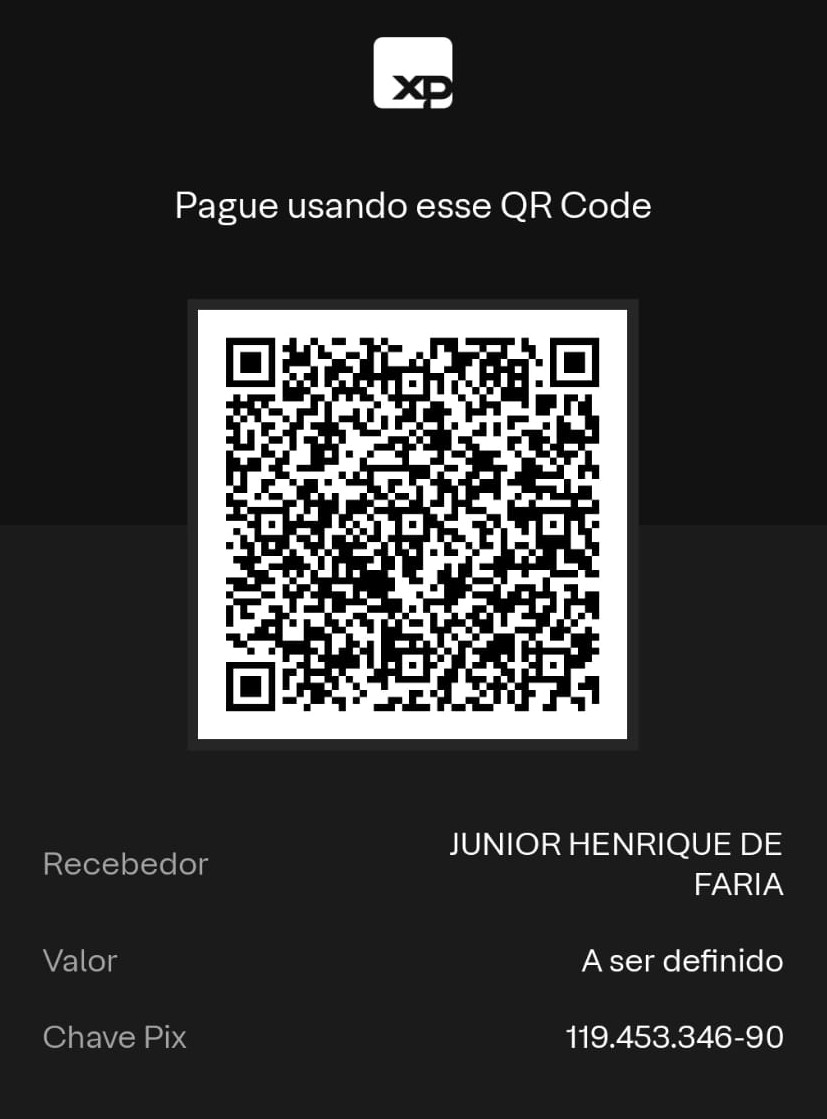 xp
Pague usando esse QR Code
Recebedor
JUNIOR HENRIQUE DE
FARIA
Valor
A ser definido
Chave Pix
119.453.346-90